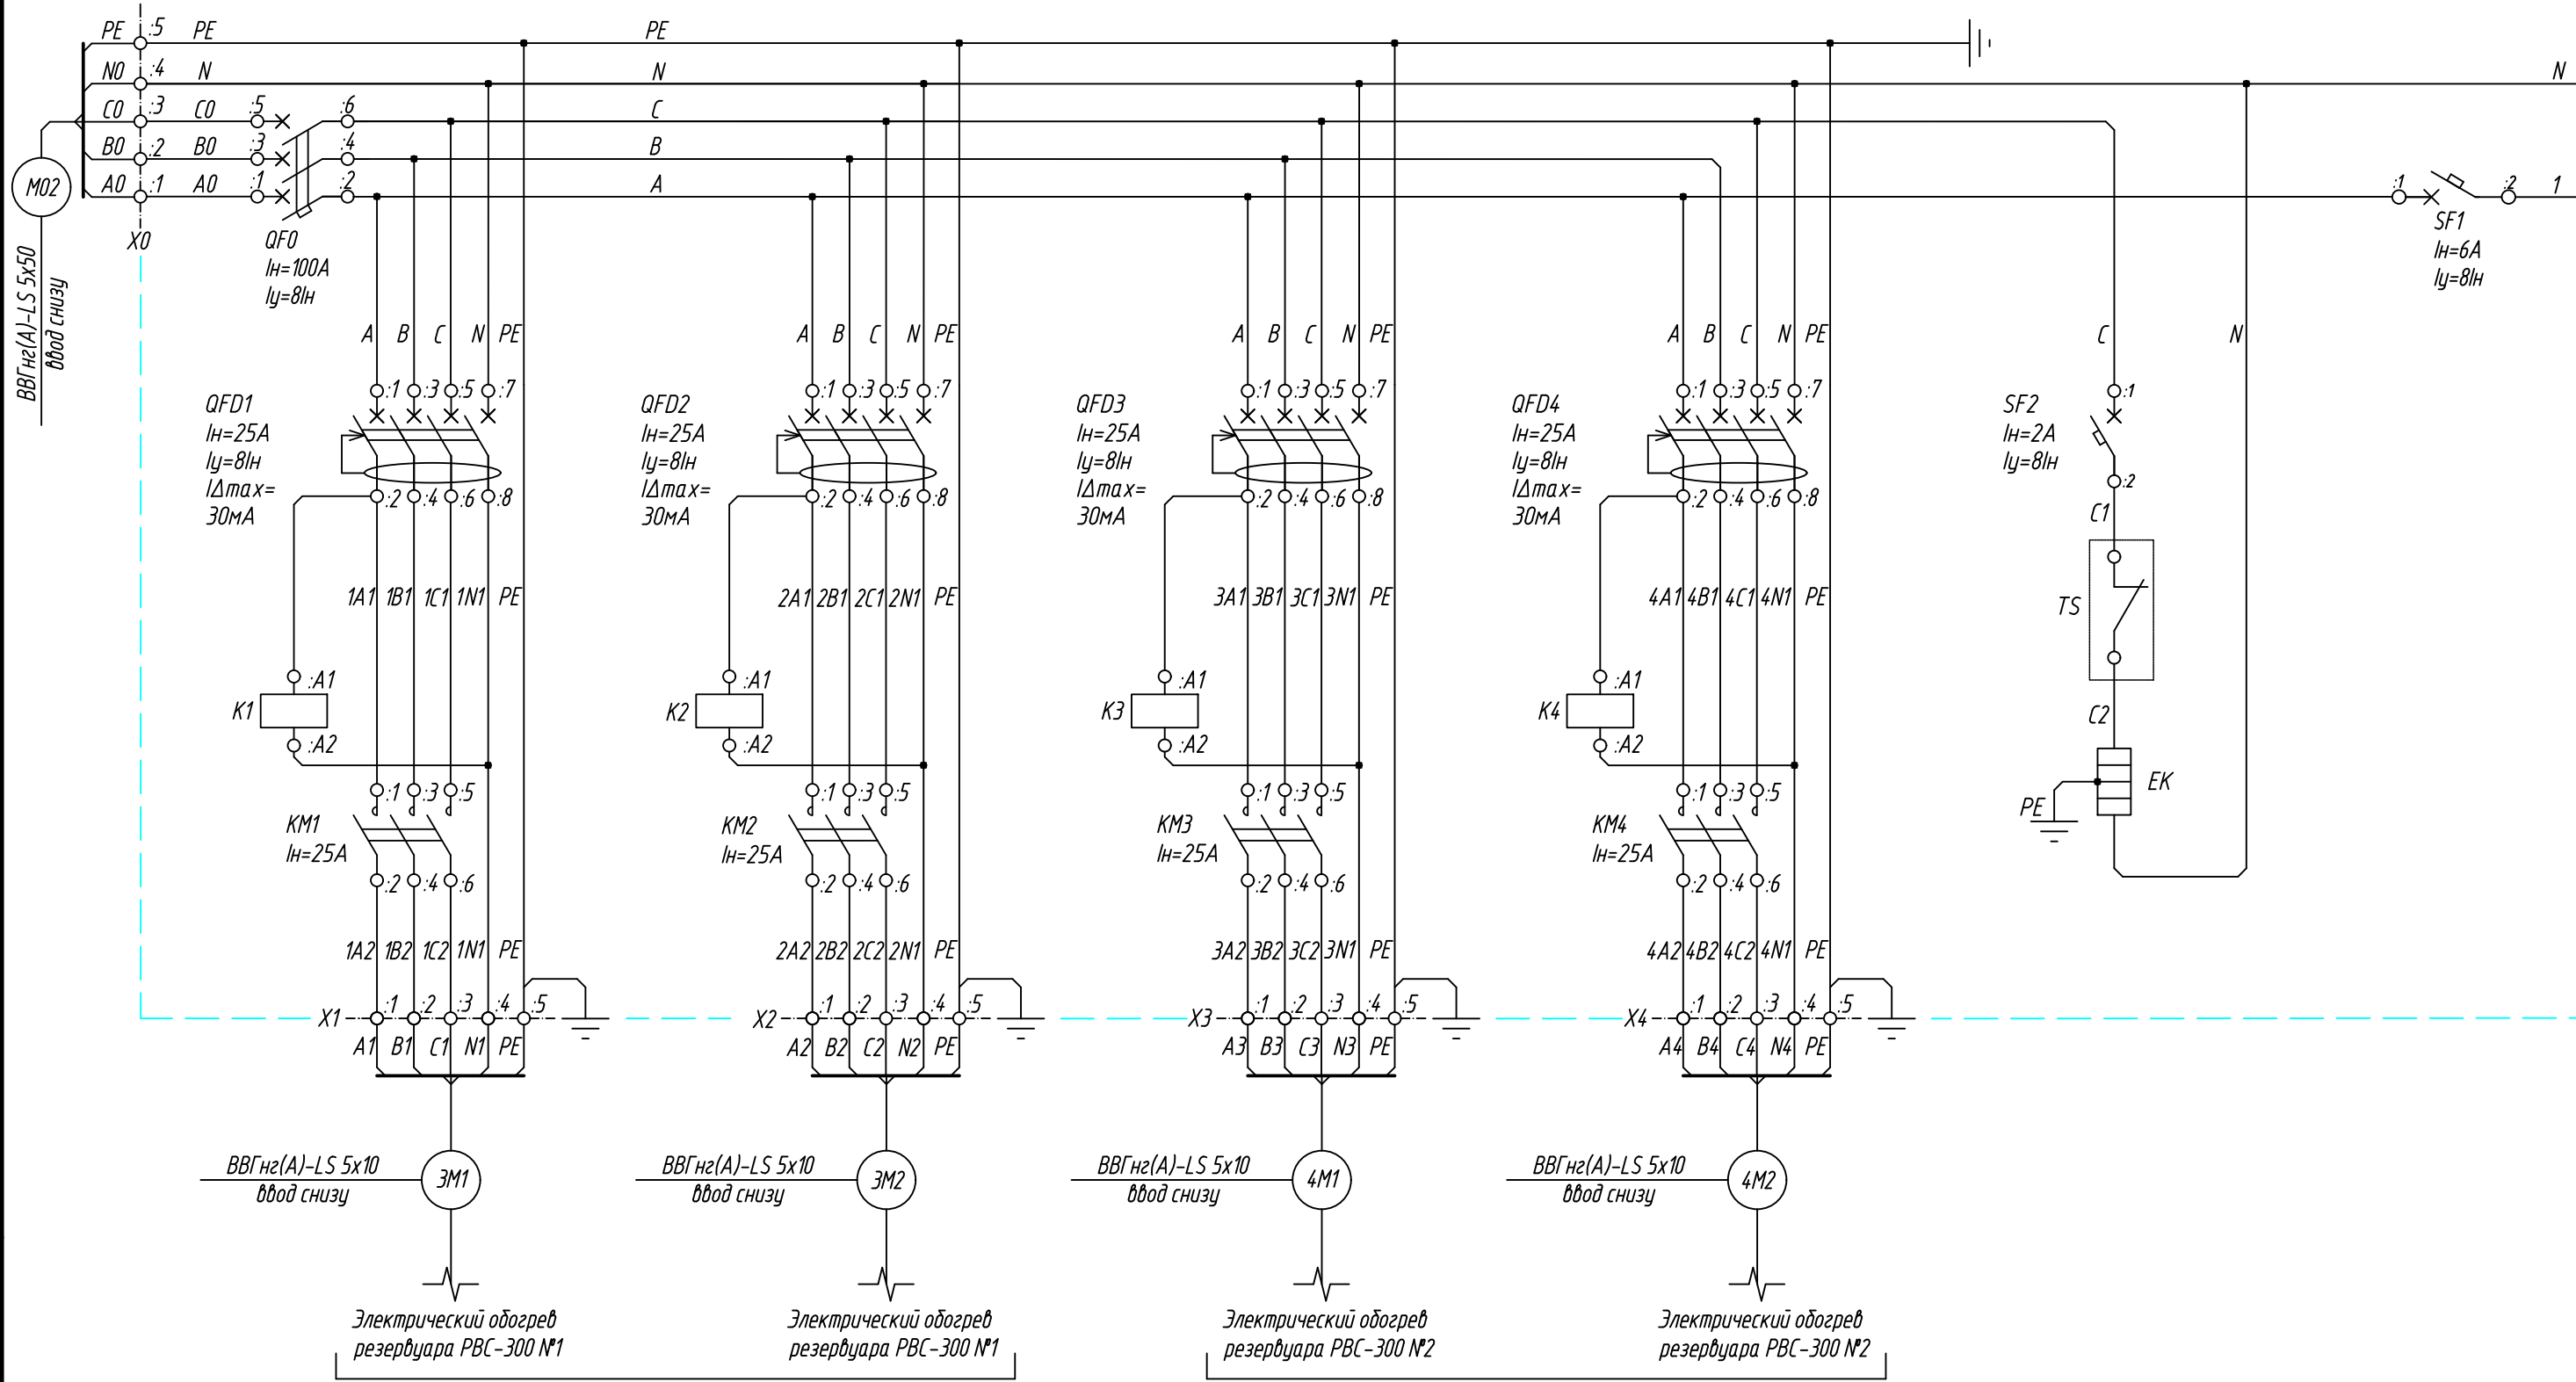 PE :5 PE PE
N0 :4 N N N
C0 :3 C0 :5 :6 C
B0 :2 B0 :3 :4 B
A0 :1 A0 :1 :2 A :1 :2 1
M02
X0
QF0
Iн=100А
Iу=8Iн
SF1
Iн=6А
Iу=8Iн
ВВГнг(А)-LS 5х50
ввод снизу
A B C N PE A B C N PE A B C N PE A B C N PE C N
:1 :3 :5 :7 :1 :3 :5 :7 :1 :3 :5 :7 :1 :3 :5 :7 :1
QFD1
Iн=25А
Iу=8Iн
IΔmax=
30мА
QFD2
Iн=25А
Iу=8Iн
IΔmax=
30мА
QFD3
Iн=25А
Iу=8Iн
IΔmax=
30мА
QFD4
Iн=25А
Iу=8Iн
IΔmax=
30мА
SF2
Iн=2А
Iу=8Iн
:2 :4 :6 :8 :2 :4 :6 :8 :2 :4 :6 :8 :2 :4 :6 :8 :2
C1
1A1 1B1 1C1 1N1 PE 2A1 2B1 2C1 2N1 PE 3A1 3B1 3C1 3N1 PE 4A1 4B1 4C1 4N1 PE TS
:A1 :A1 :A1 :A1
K1 K2 K3 K4 C2
:A2 :A2 :A2 :A2
:1 :3 :5 :1 :3 :5 :1 :3 :5 :1 :3 :5 EK
PE
KM1
Iн=25А
KM2
Iн=25А
KM3
Iн=25А
KM4
Iн=25А
:2 :4 :6 :2 :4 :6 :2 :4 :6 :2 :4 :6
1A2 1B2 1C2 1N1 PE 2A2 2B2 2C2 2N1 PE 3A2 3B2 3C2 3N1 PE 4A2 4B2 4C2 4N1 PE
X1 :1 :2 :3 :4 :5 X2 :1 :2 :3 :4 :5 X3 :1 :2 :3 :4 :5 X4 :1 :2 :3 :4 :5
A1 B1 C1 N1 PE A2 B2 C2 N2 PE A3 B3 C3 N3 PE A4 B4 C4 N4 PE
ВВГнг(А)-LS 5х10
ввод снизу
3М1
ВВГнг(А)-LS 5х10
ввод снизу
3М2
ВВГнг(А)-LS 5х10
ввод снизу
4М1
ВВГнг(А)-LS 5х10
ввод снизу
4М2
Электрический обогрев
резервуара РВС-300 №1
Электрический обогрев
резервуара РВС-300 №1
Электрический обогрев
резервуара РВС-300 №2
Электрический обогрев
резервуара РВС-300 №2